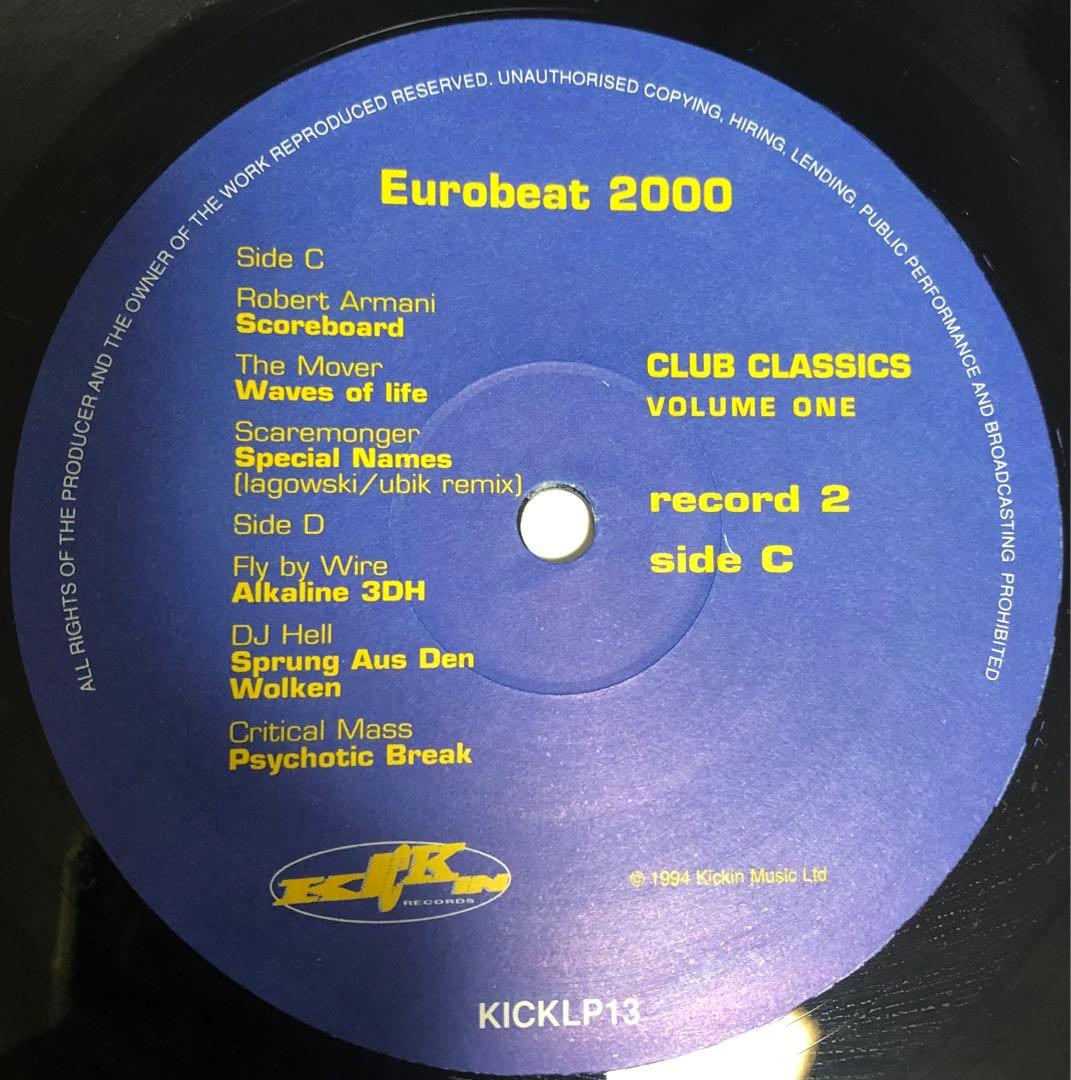 ALL RIGHTS OF THE PRODUCER AND THE OWNER OF THE WORK REPRODUCED RESERVED. UNAUTHORISED COPYING, HIRING, LENDING, PUBLIC PERFORMANCE AND BROADCASTING PROHIBITED
Eurobeat 2000
Side C
Robert Armani
Scoreboard
The Mover
Waves of life
Scaremonger
Special Names
(lagowski/ubik remix)
Side D
Fly by Wire
Alkaline 3DH
DJ Hell
Sprung Aus Den
Wolken
Critical Mass
Psychotic Break
CLUB CLASSICS
VOLUME ONE
record 2
side C
KICKIN
RECORDS
© 1994 Kickin Music Ltd
KICKLP13